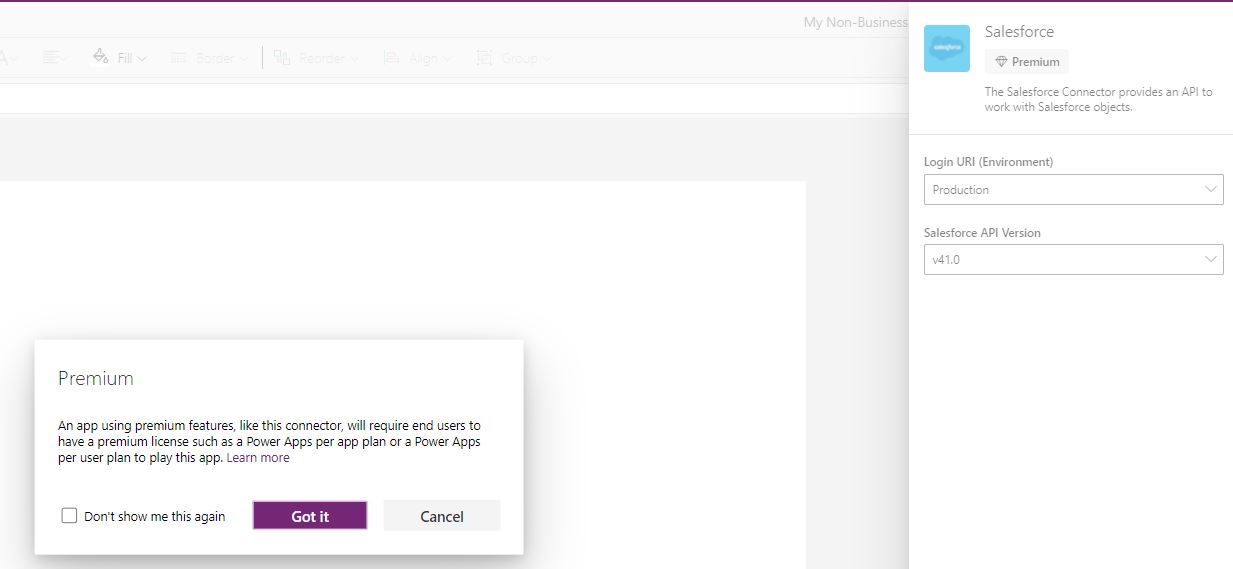 My Non-Business
A
Fill
Border
Reorder
Align
Group
salesforce
Salesforce
Premium
The Salesforce Connector provides an API to
work with Salesforce objects.
Login URI (Environment)
Production
Salesforce API Version
v41.0
Premium
An app using premium features, like this connector, will require end users to
have a premium license such as a Power Apps per app plan or a Power Apps
per user plan to play this app. Learn more
Don't show me this again
Got it
Cancel